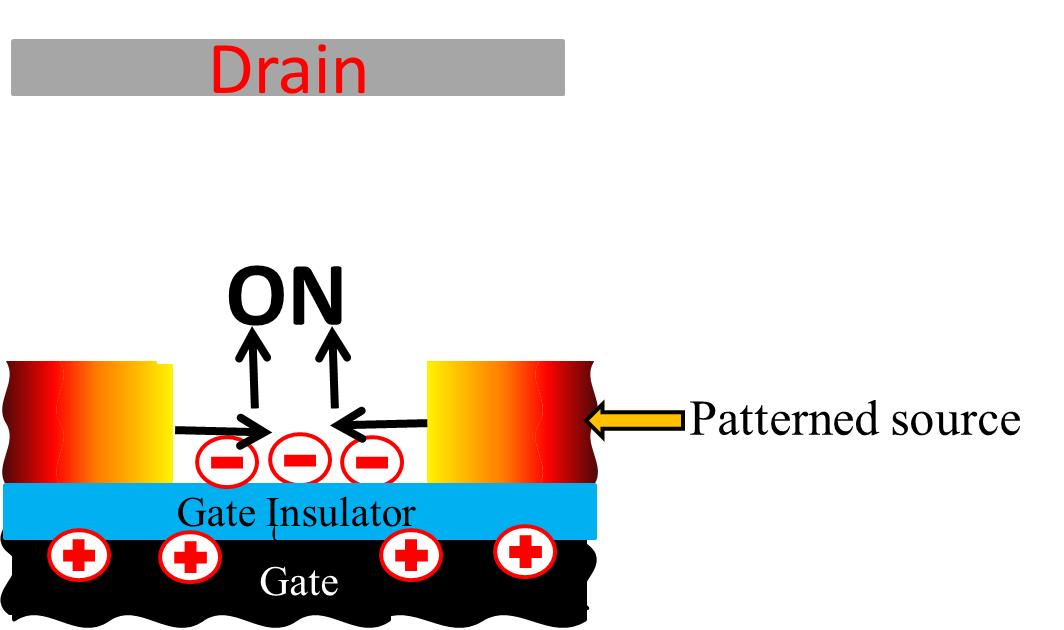 Drain
ON
Patterned source
Gate Insulator
Gate